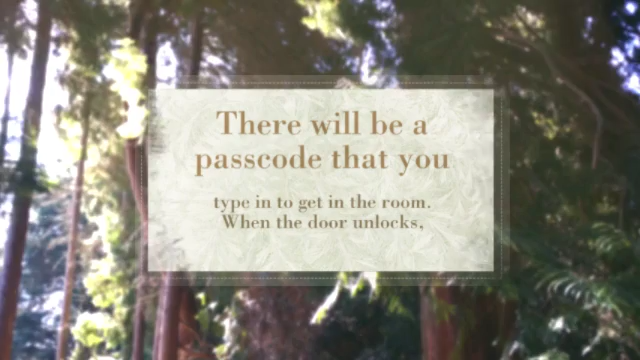 There will be a
passcode that you
type in to get in the room.
When the door unlocks,